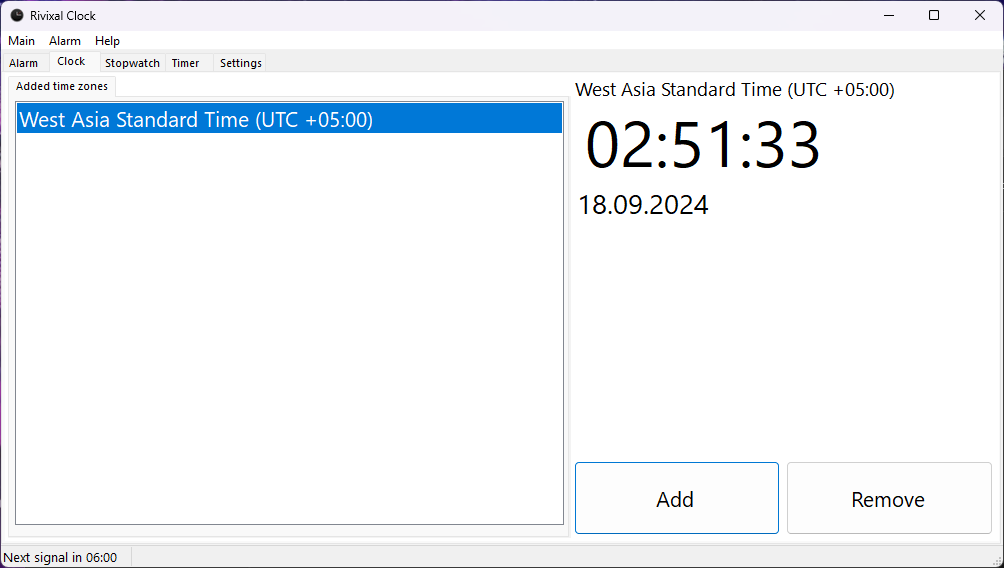 Rivixal Clock
Main Alarm Help
Alarm Clock Stopwatch Timer Settings
Added time zones
West Asia Standard Time (UTC +05:00)
West Asia Standard Time (UTC +05:00)
02:51:33
18.09.2024
Add Remove
Next signal in 06:00